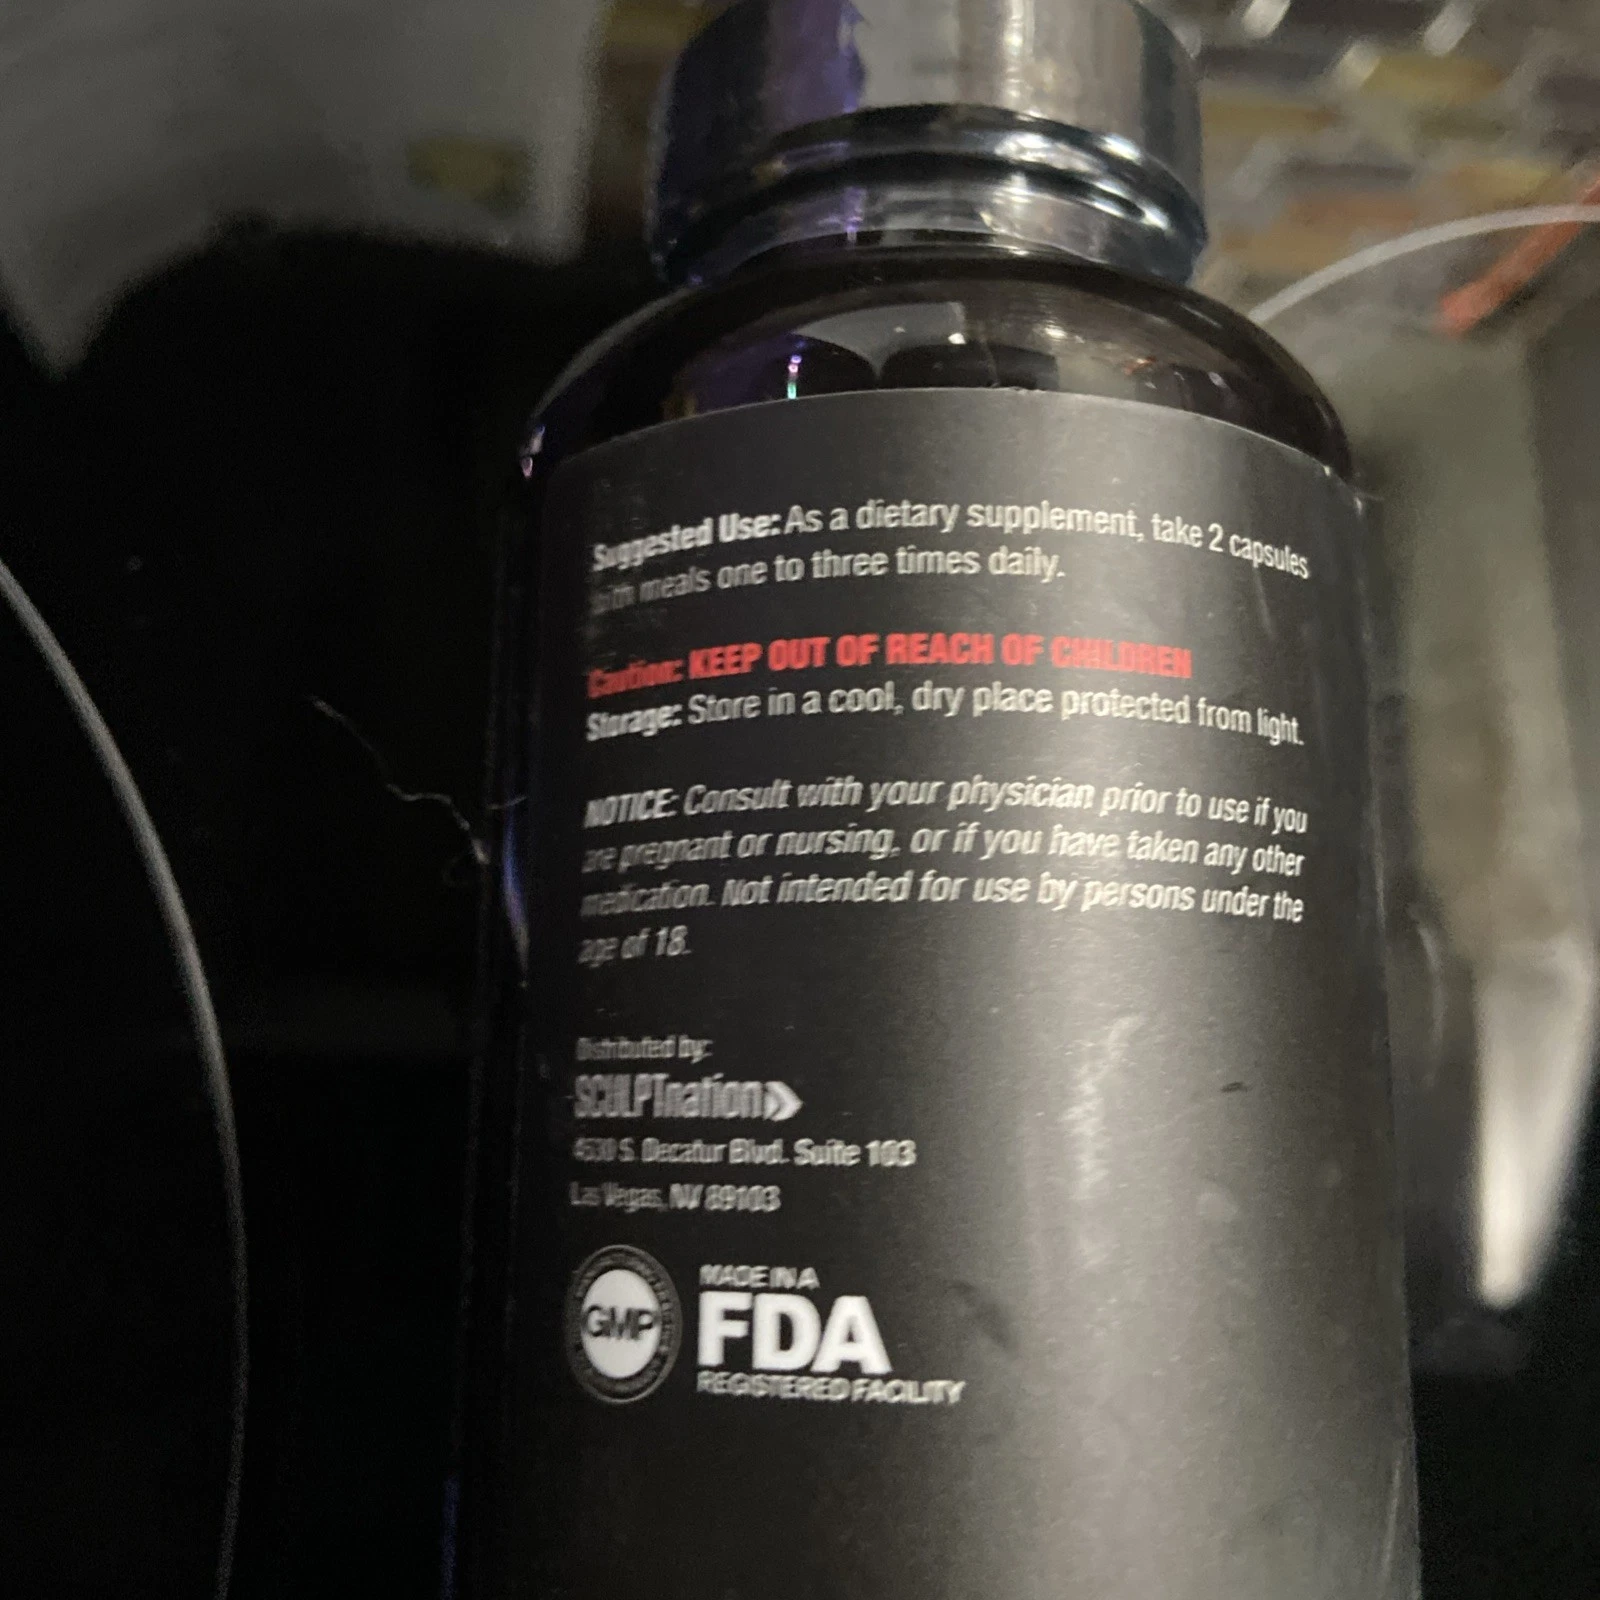 Suggested Use: As a dietary supplement, take 2 capsules
with meals one to three times daily.
Caution: KEEP OUT OF REACH OF CHILDREN
Storage: Store in a cool, dry place protected from light.
NOTICE: Consult with your physician prior to use if you
are pregnant or nursing, or if you have taken any other
medication. Not intended for use by persons under the
age of 18.
Distributed by:
SCULPTnation
S. Decatur Blvd. Suite 103
Las Vegas, NV 89103
GMP
MADE IN A
FDA
REGISTERED FACILITY